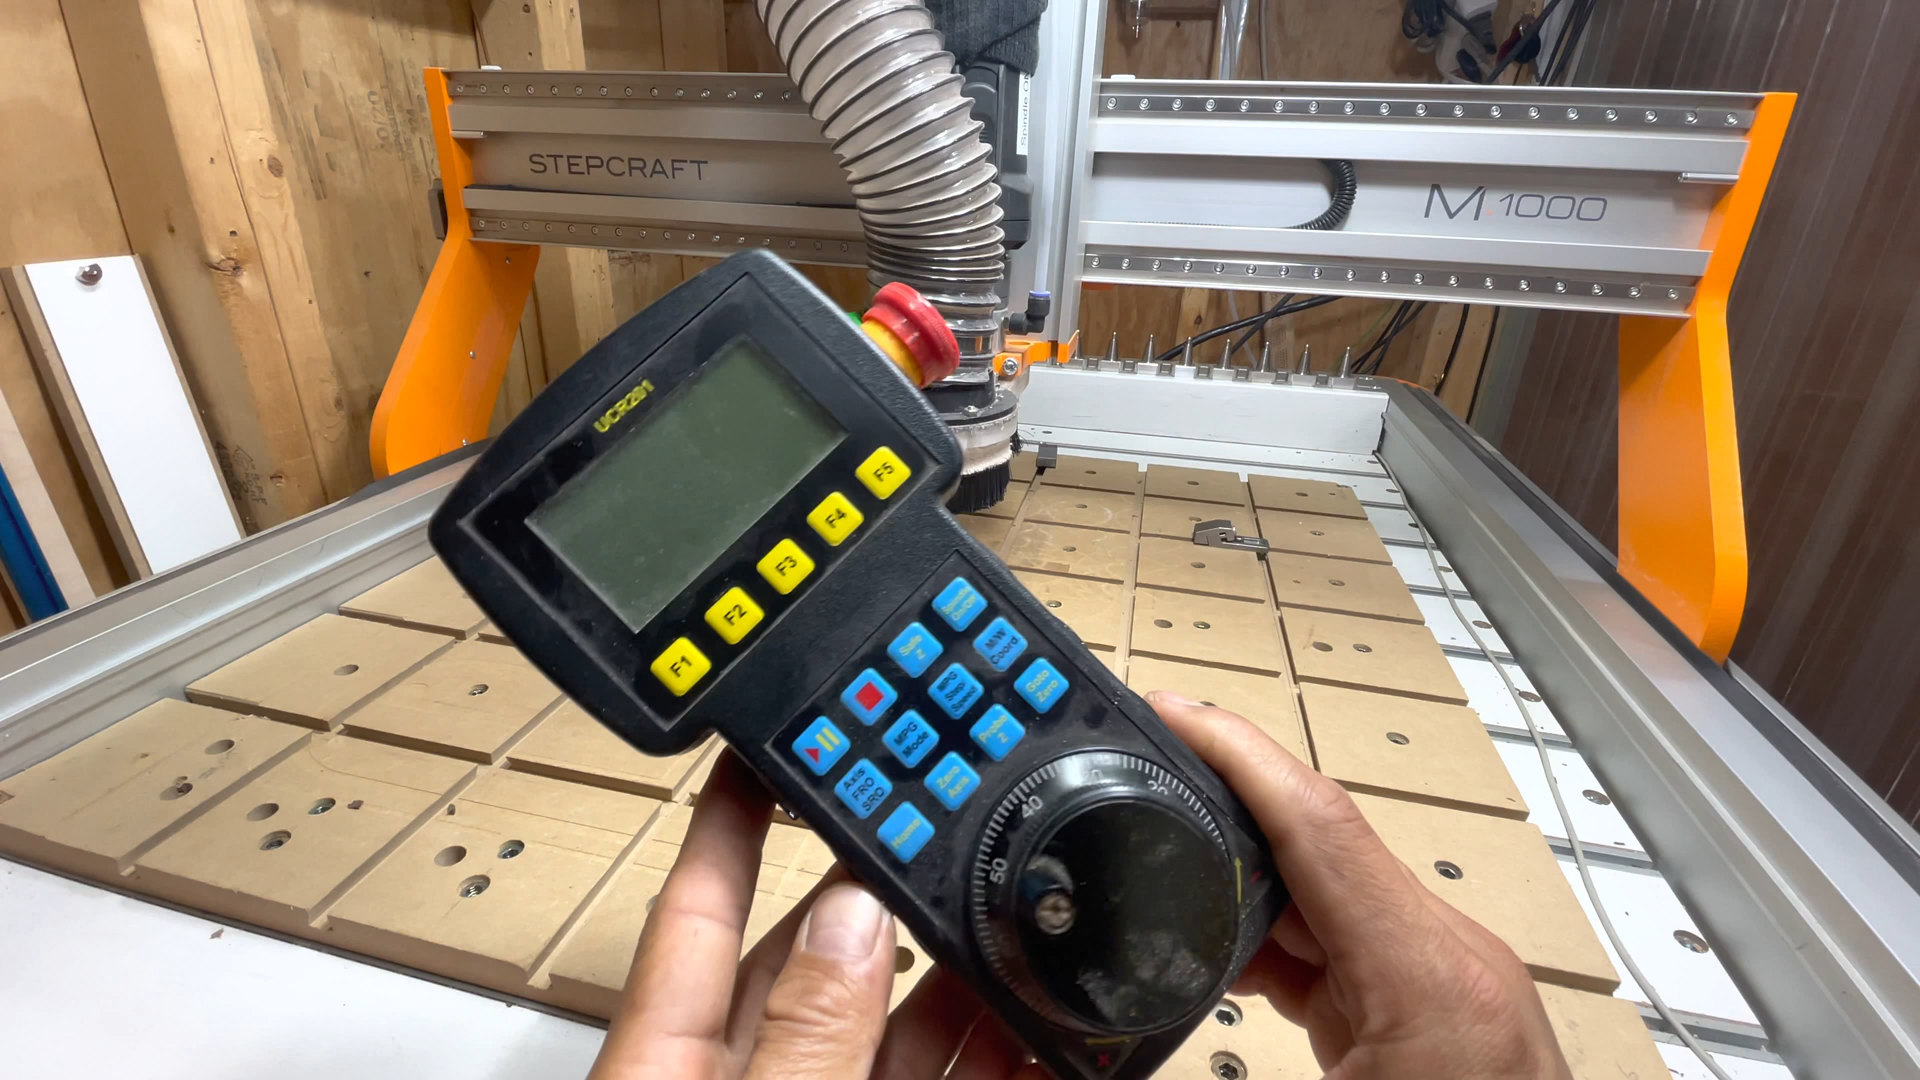 STEPCRAFT
M.1000
Spindle
UCR201
F1
F2
F3
F4
F5
Spindle
On/Off
Safe
Z
M/W
Coord.
MPG
Step/
Speed
Goto
Zero
MPG
Mode
Probe
Z
Axis
FRO
SRO
Zero
Axis
Home
50
40
20
X